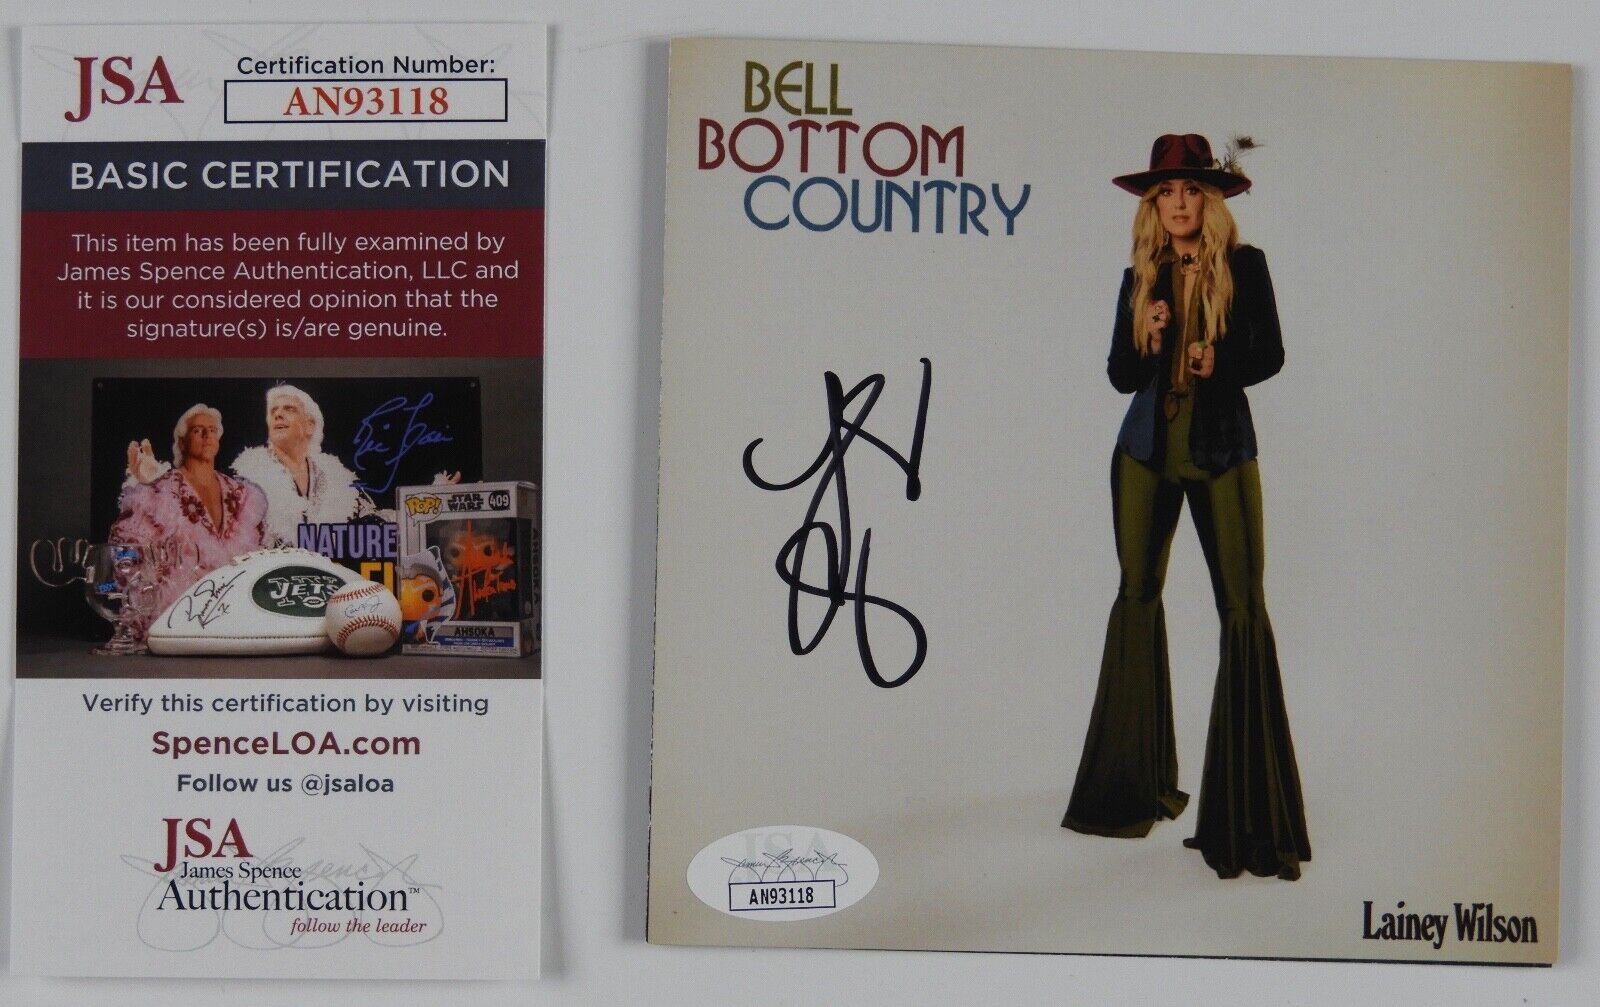 JSA
Certification Number:
AN93118
BASIC CERTIFICATION
This item has been fully examined by
James Spence Authentication, LLC and
it is our considered opinion that the
signature(s) is/are genuine.
NATURE
POP!
STAR
WARS
409
JETS
AHSOKA
Verify this certification by visiting
SpenceLOA.com
Follow us @jsaloa
JSA
James Spence
Authentication™
follow the leader
BELL
BOTTOM
COUNTRY
JSA
AN93118
Lainey Wilson